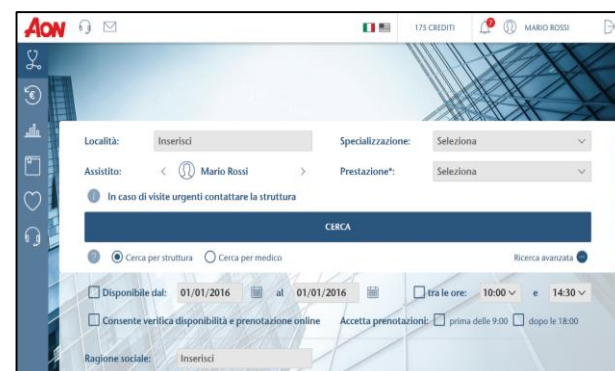 AON 175 CREDITI 7 MARIO ROSSI
Località: Inserisci Specializzazione: Seleziona
Assistito: < Mario Rossi > Prestazione*: Seleziona
i In caso di visite urgenti contattare la struttura
CERCA
? Cerca per struttura Cerca per medico Ricerca avanzata
Disponibile dal: 01/01/2016 al 01/01/2016 tra le ore: 10:00 e 14:30
Consente verifica disponibilità e prenotazione online Accetta prenotazioni: prima delle 9:00 dopo le 18:00
Ragione sociale: Inserisci